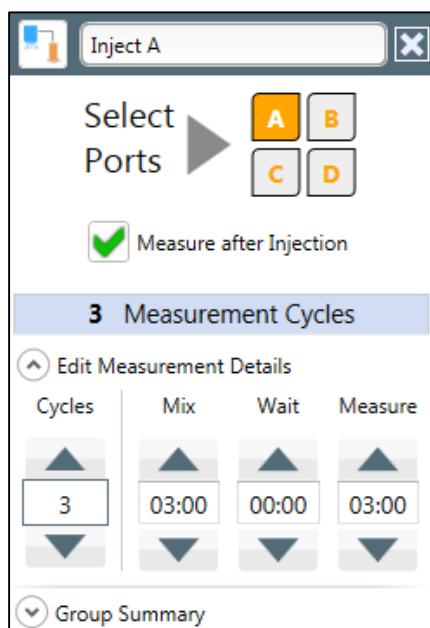 Inject A
Select
Ports
A B
C D
Measure after Injection
3 Measurement Cycles
Edit Measurement Details
Cycles Mix Wait Measure
3 03:00 00:00 03:00
Group Summary